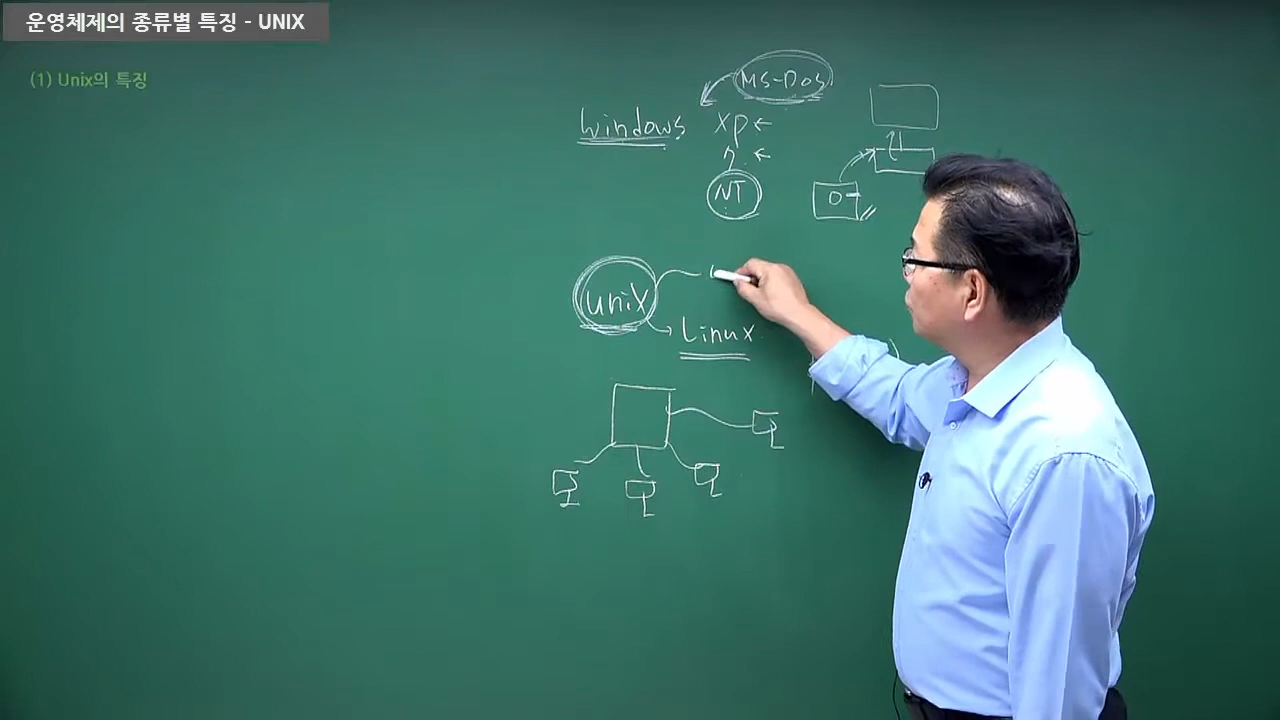 운영체제의 종류별 특징 - UNIX
(1) Unix의 특징
MS-DOS
Windows XP
7
NT
unix
Linux